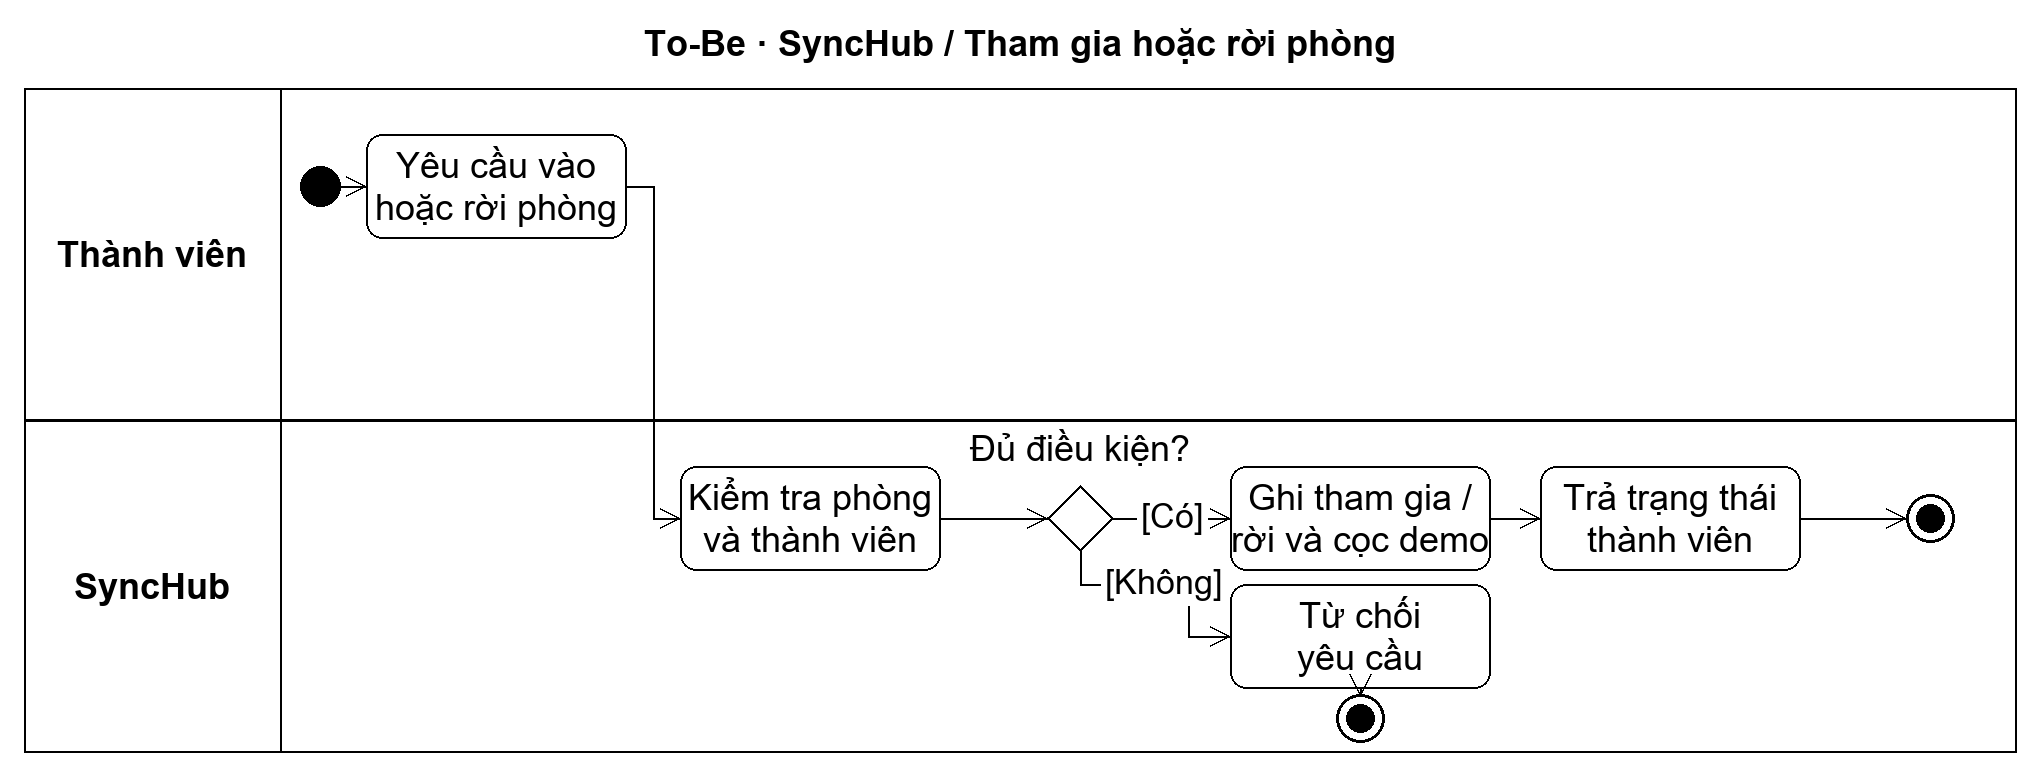 To-Be · SyncHub / Tham gia hoặc rời phòng
Thành viên
Yêu cầu vào
hoặc rời phòng
SyncHub
Kiểm tra phòng
và thành viên
Đủ điều kiện?
[Có]
Ghi tham gia /
rời và cọc demo
Trả trạng thái
thành viên
[Không]
Từ chối
yêu cầu